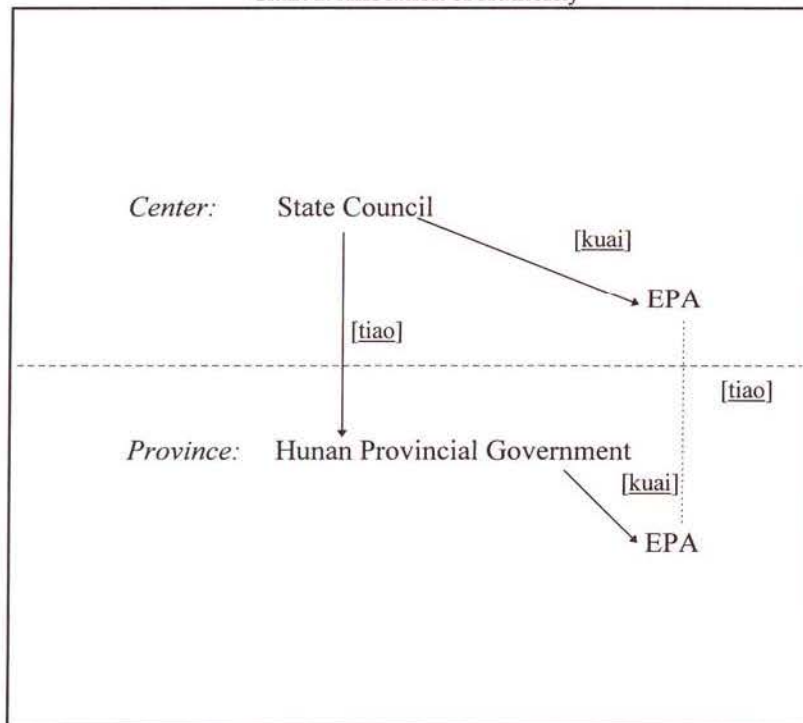 Center: State Council
[kuai]
EPA
[tiao]
[tiao]
Province: Hunan Provincial Government
[kuai]
EPA